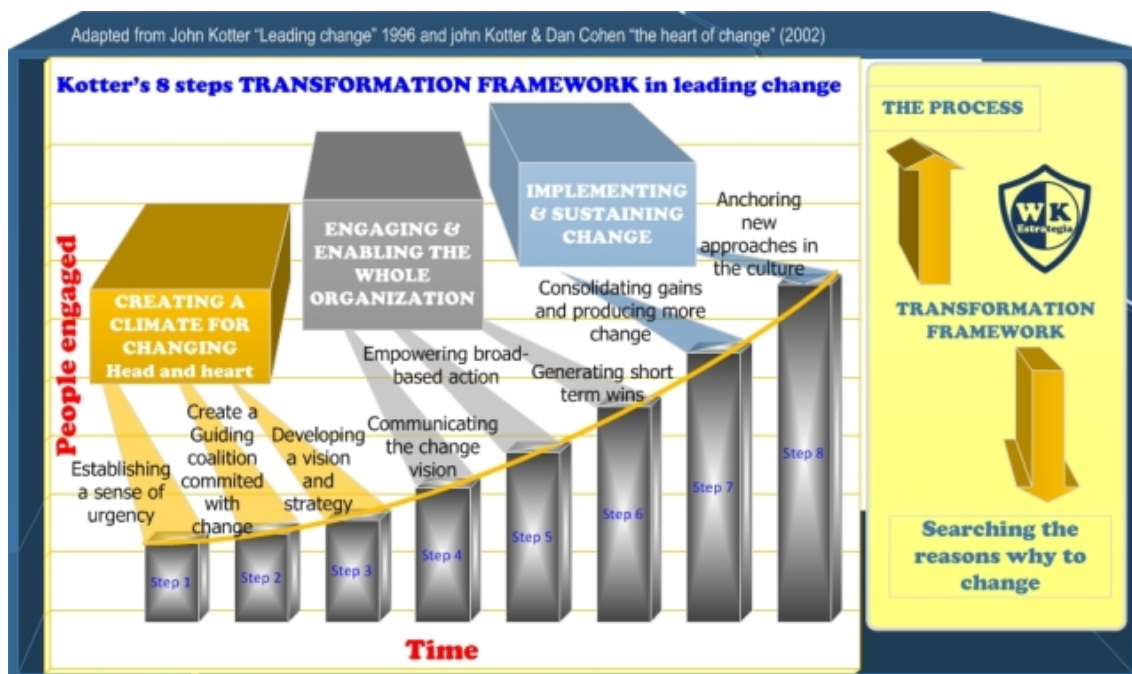 Adapted from John Kotter “Leading change” 1996 and john Kotter & Dan Cohen “the heart of change” (2002)
Kotter’s 8 steps TRANSFORMATION FRAMEWORK in leading change
People engaged
CREATING A
CLIMATE FOR
CHANGING
Head and heart
ENGAGING &
ENABLING THE
WHOLE
ORGANIZATION
IMPLEMENTING
& SUSTAINING
CHANGE
Establishing
a sense of
urgency
Create a
Guiding
coalition
commited
with
change
Developing
a vision
and
strategy
Communicating
the change
vision
Empowering broad-
based action
Generating short
term wins
Consolidating gains
and producing more
change
Anchoring
new
approaches in
the culture
Step 1
Step 2
Step 3
Step 4
Step 5
Step 6
Step 7
Step 8
Time
THE PROCESS
WK
Estrategia
TRANSFORMATION
FRAMEWORK
Searching the
reasons why to
change